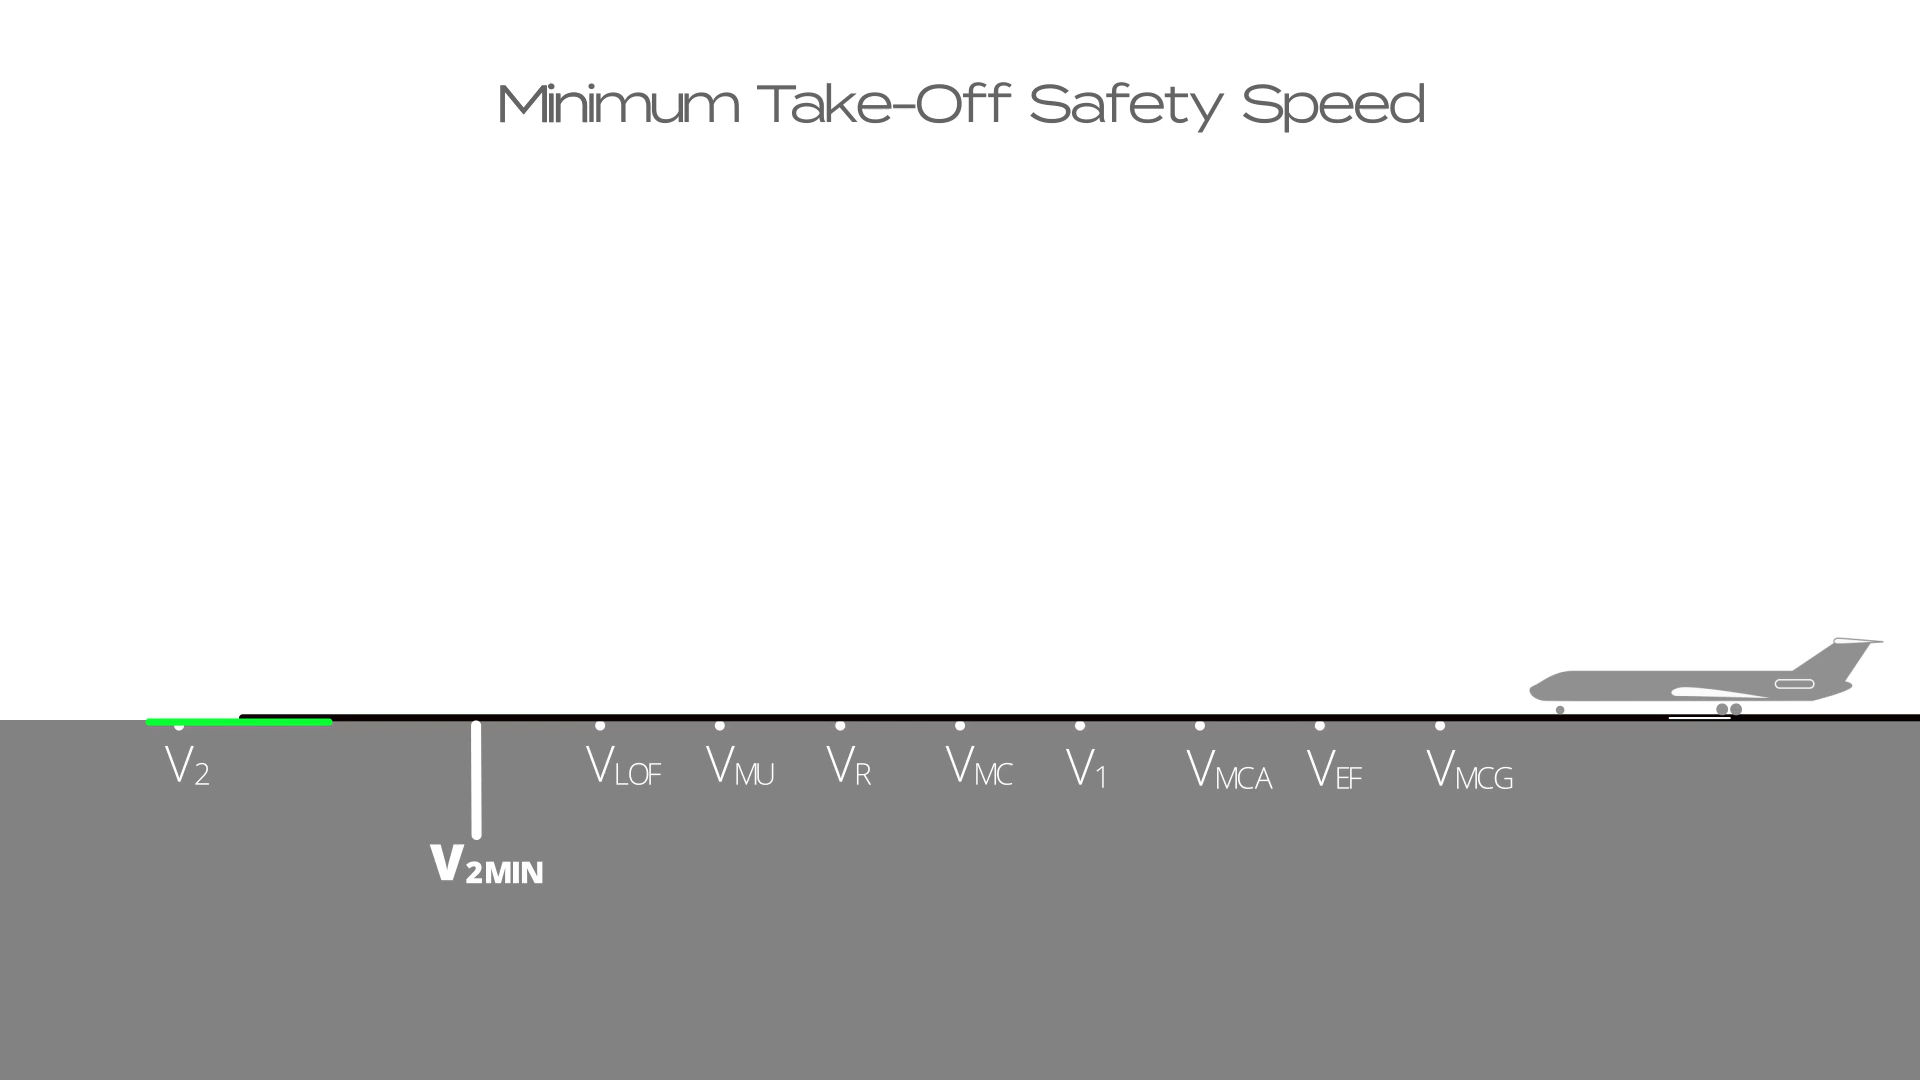 Minimum Take-Off Safety Speed
V2 VLOF VMU VR VMC V1 VMCA VEF VMCG
V2MIN